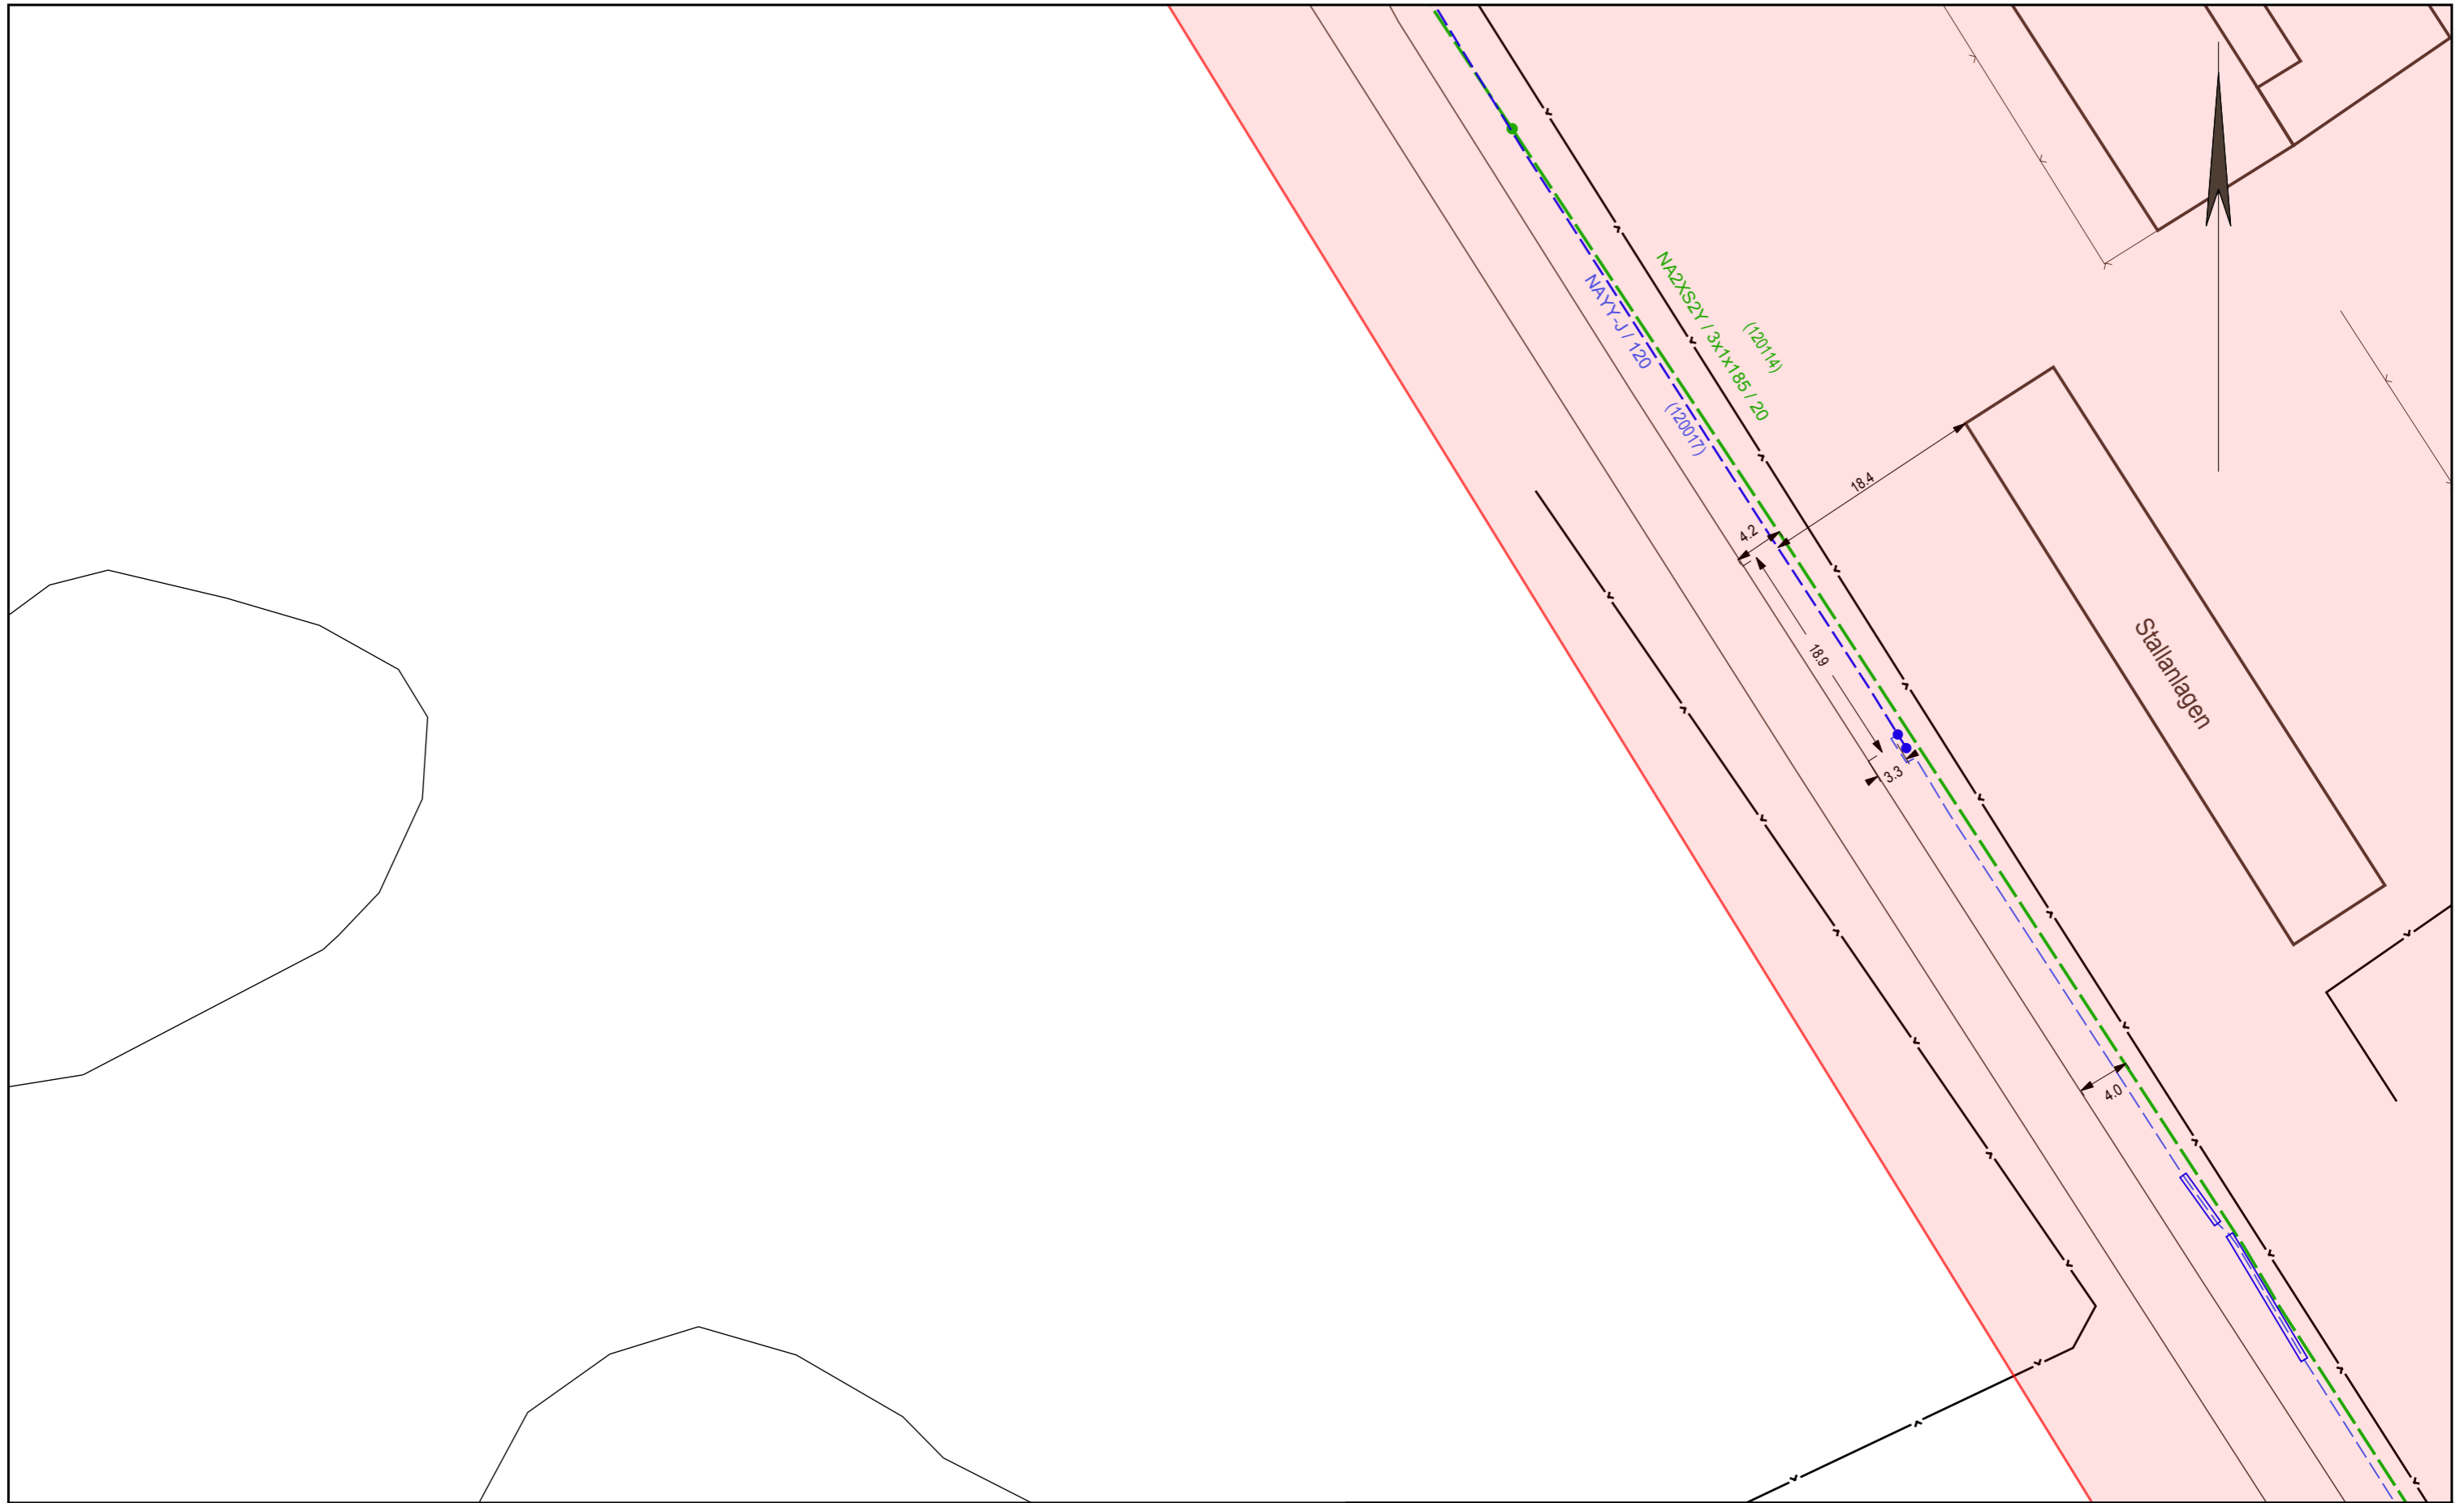 NA2XS2Y / 3x1x185 / 20
(120114)
NAYY-J / 120
(120017)
18.4
4.2
18.9
Stallanlagen
3.3
4.0